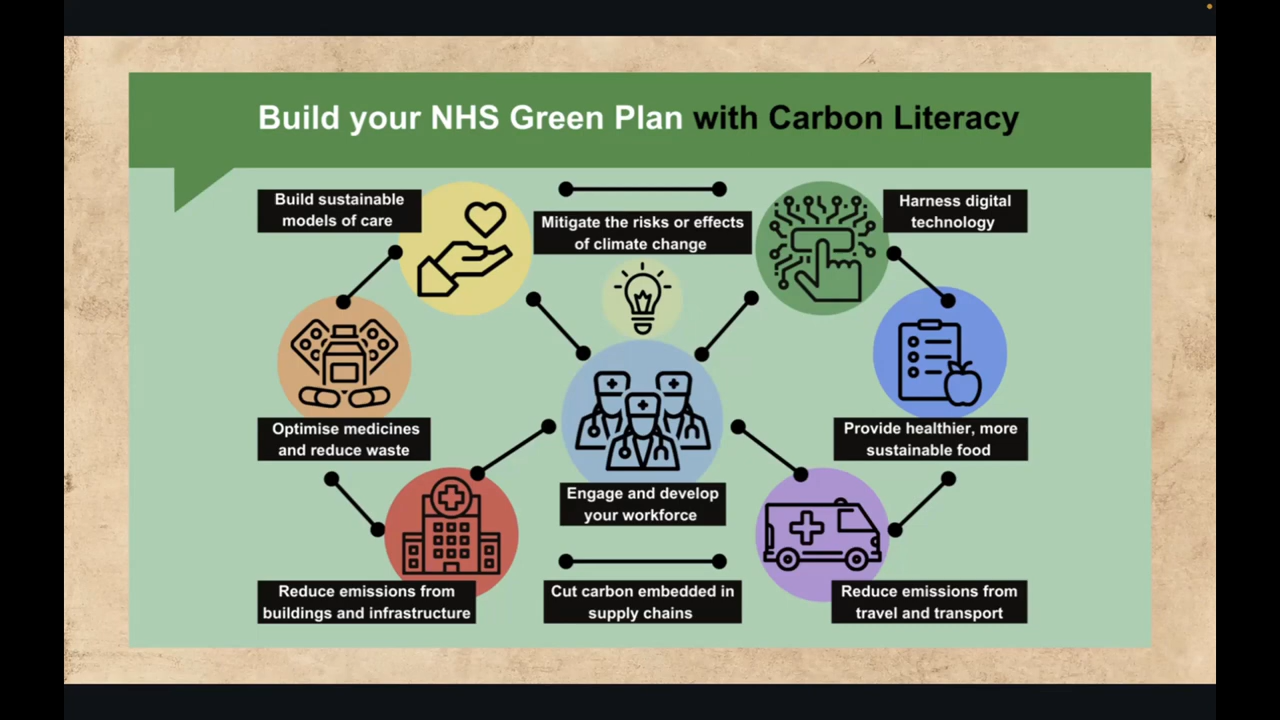 Build your NHS Green Plan with Carbon Literacy
Build sustainable
models of care
Mitigate the risks or effects
of climate change
Harness digital
technology
Optimise medicines
and reduce waste
Provide healthier, more
sustainable food
Engage and develop
your workforce
Reduce emissions from
buildings and infrastructure
Cut carbon embedded in
supply chains
Reduce emissions from
travel and transport